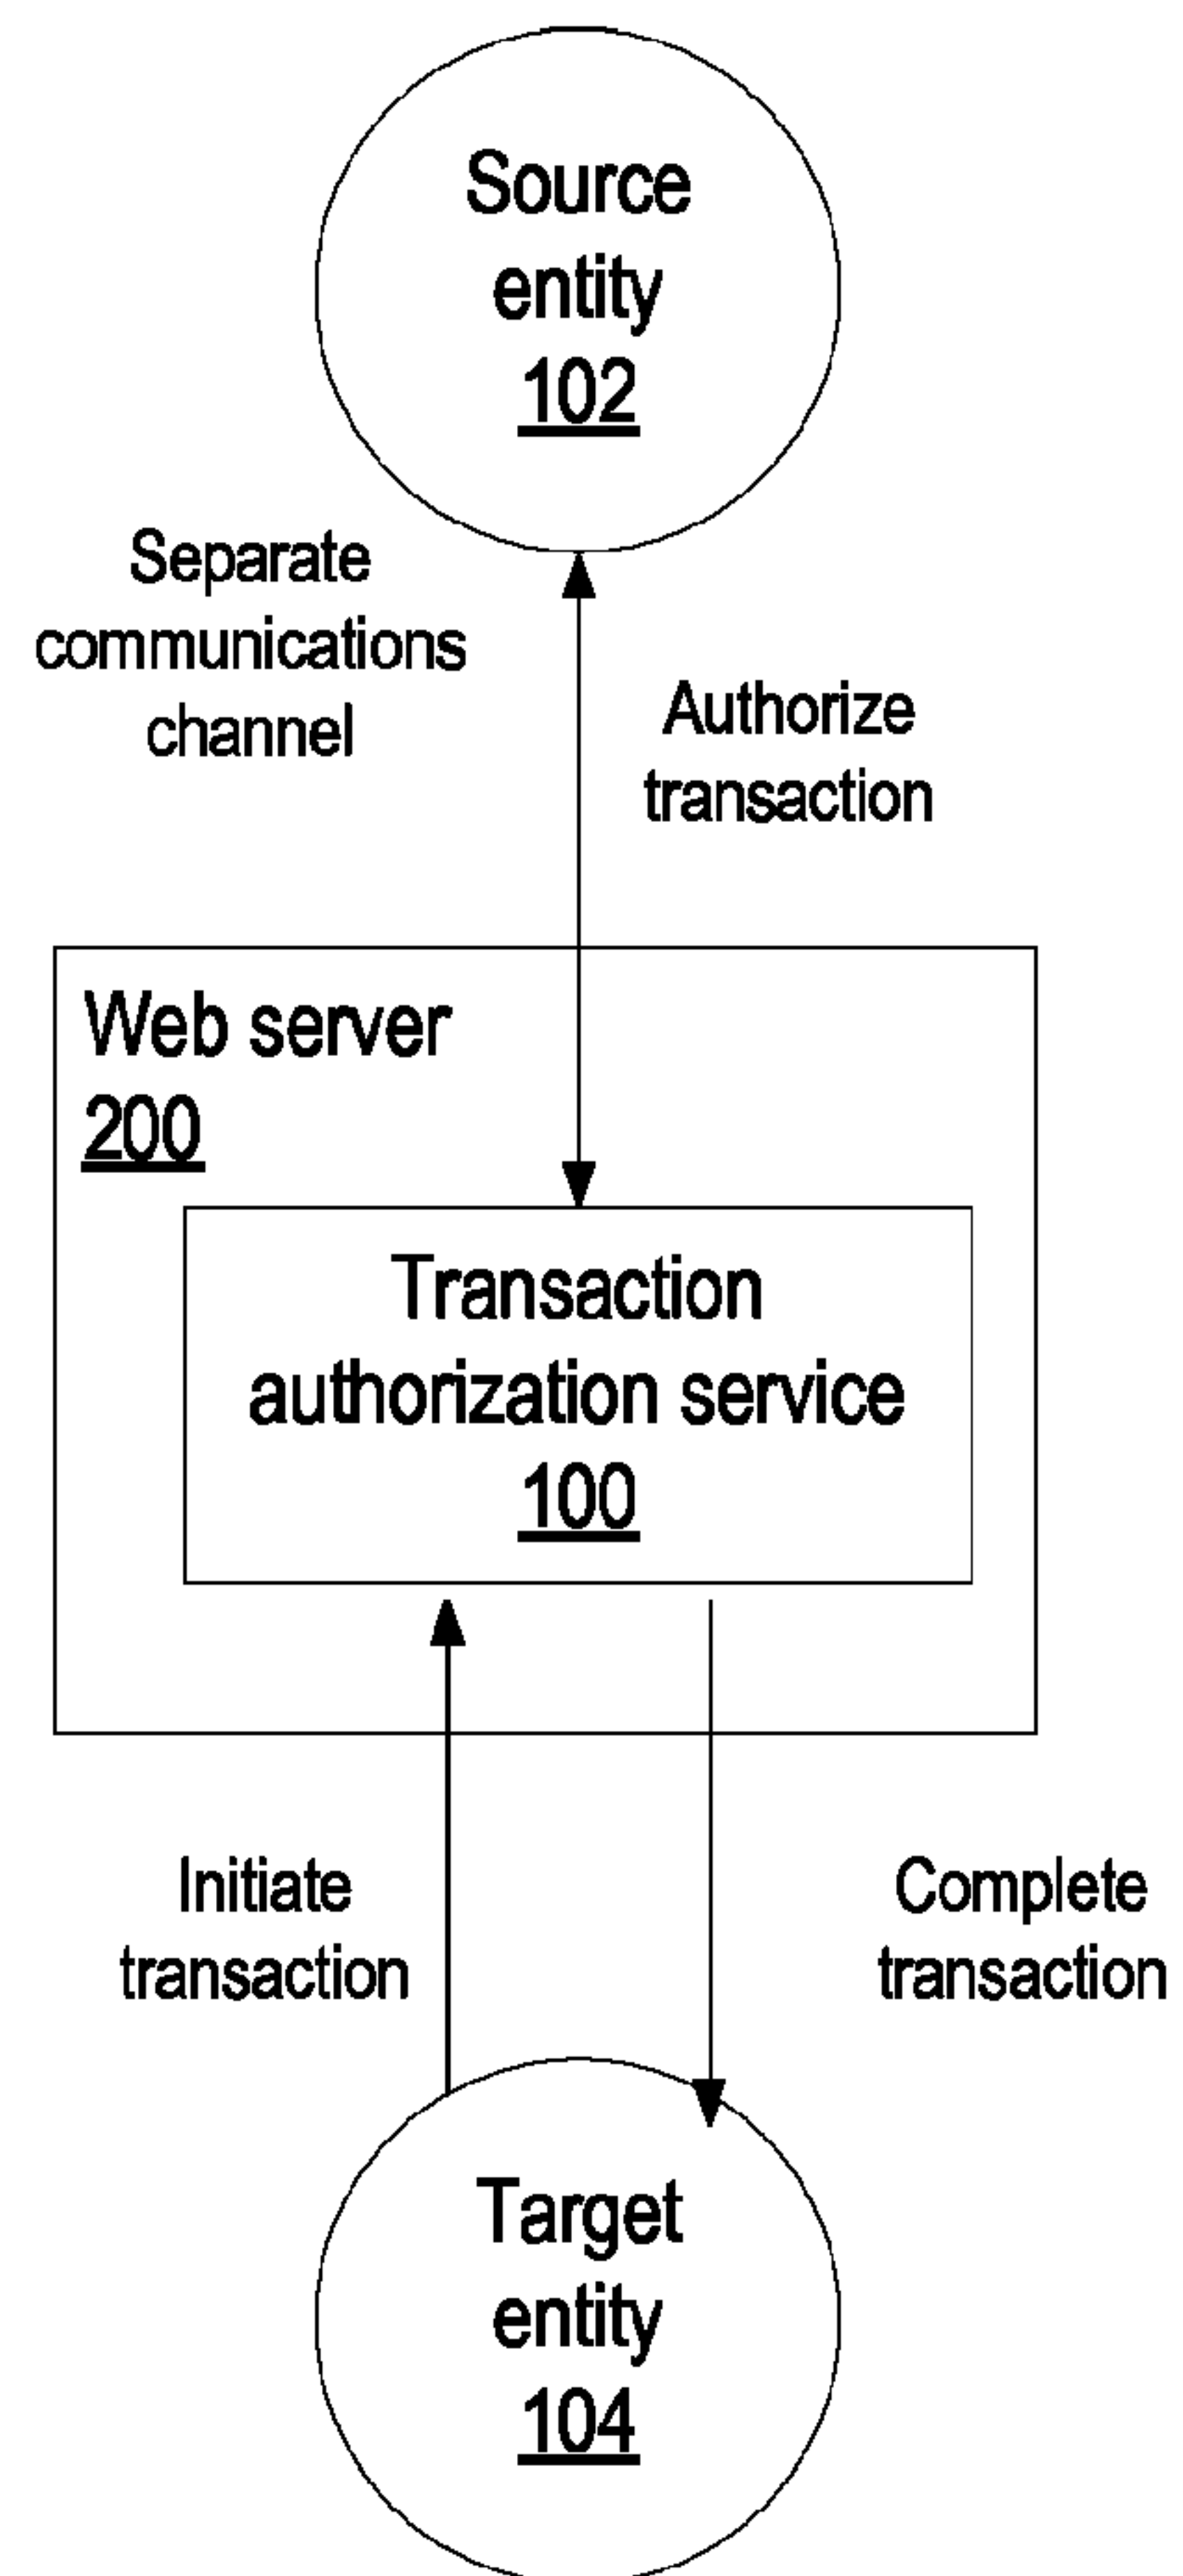 Source
entity
102
Separate
communications
channel
Authorize
transaction
Web server
200
Transaction
authorization service
100
Initiate
transaction
Complete
transaction
Target
entity
104